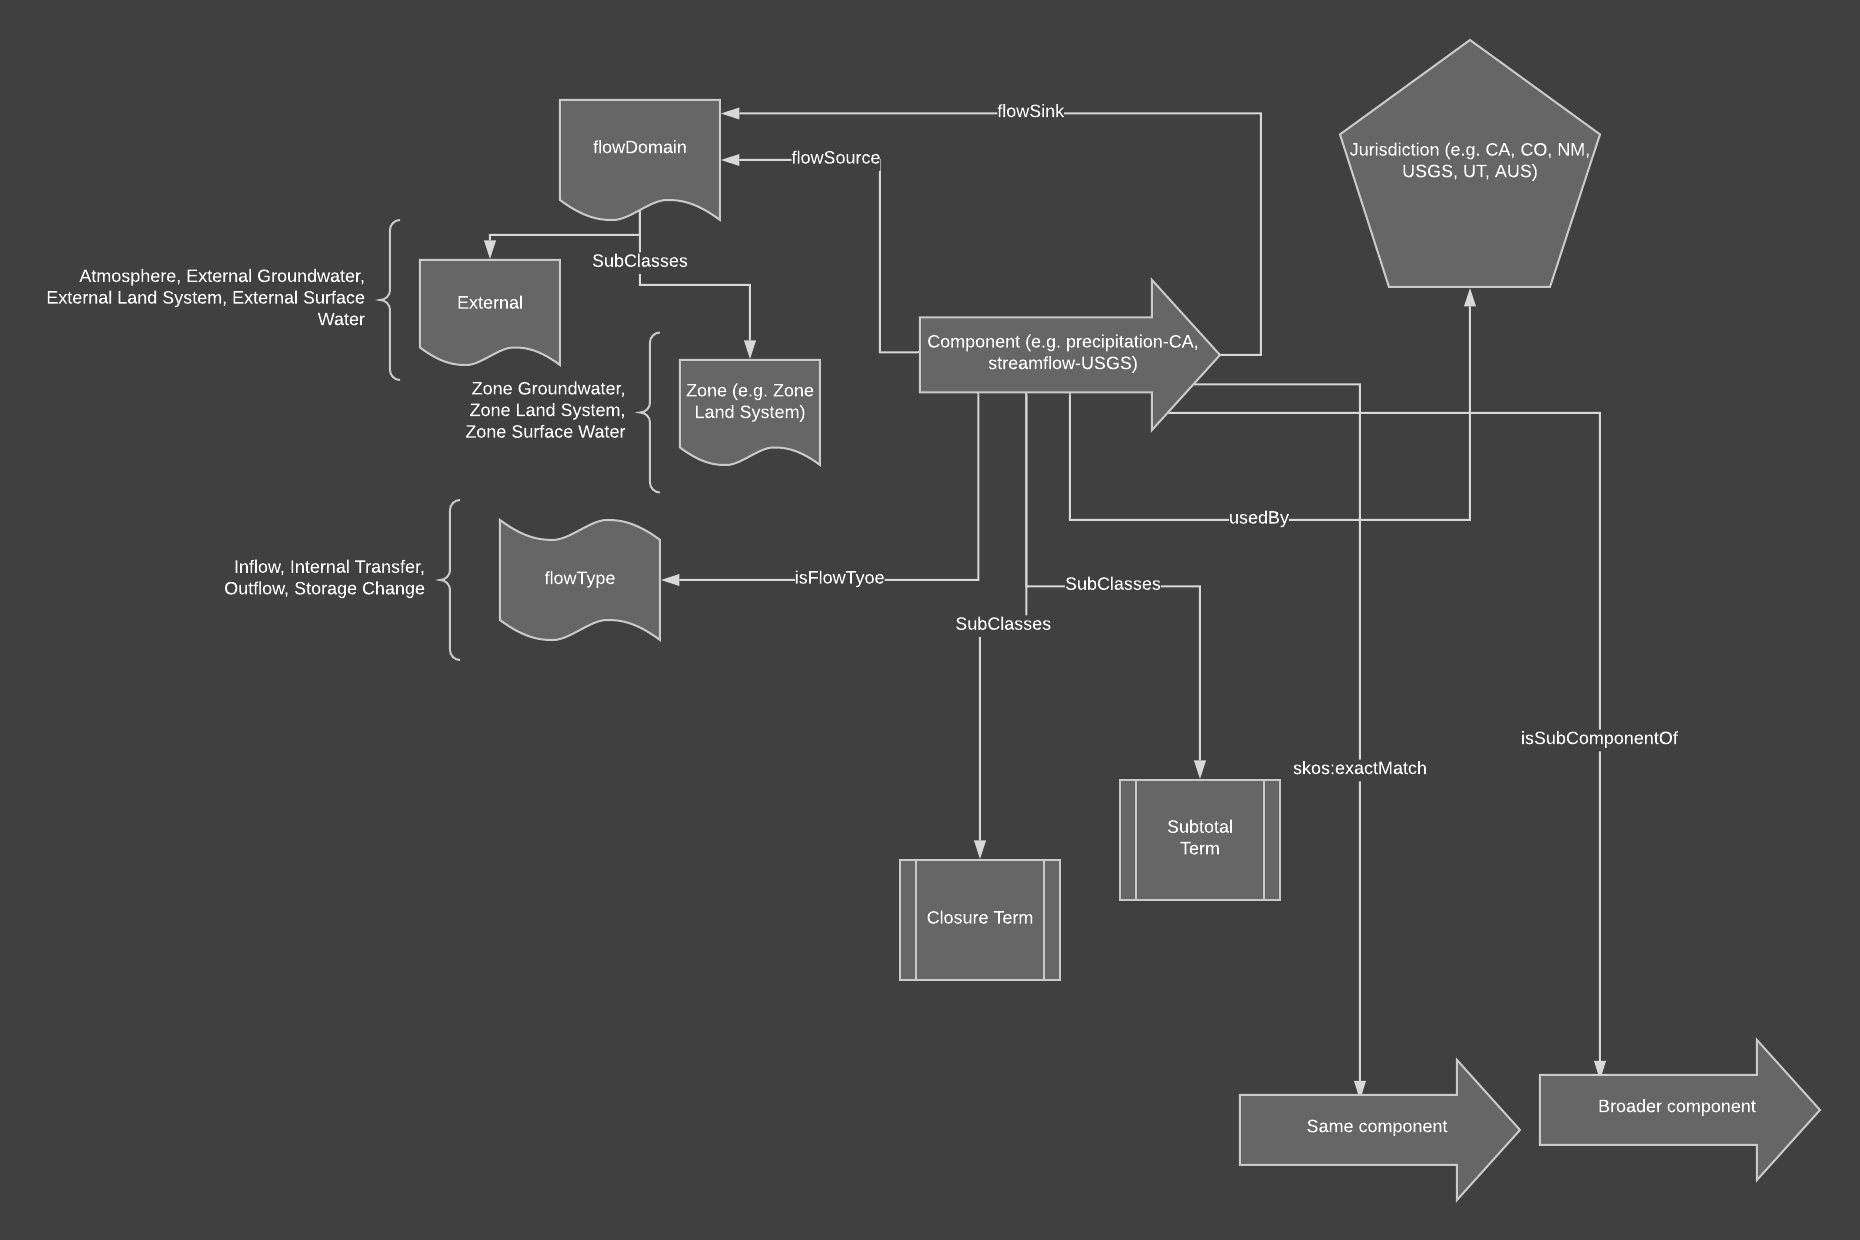 flowSink
flowDomain
flowSource
Jurisdiction (e.g. CA, CO, NM,
USGS, UT, AUS)
SubClasses
Atmosphere, External Groundwater,
External Land System, External Surface
Water
External
Component (e.g. precipitation-CA,
streamflow-USGS)
Zone Groundwater,
Zone Land System,
Zone Surface Water
Zone (e.g. Zone
Land System)
usedBy
Inflow, Internal Transfer,
Outflow, Storage Change
flowType
isFlowTyoe
SubClasses
SubClasses
isSubComponentOf
skos:exactMatch
Subtotal
Term
Closure Term
Broader component
Same component